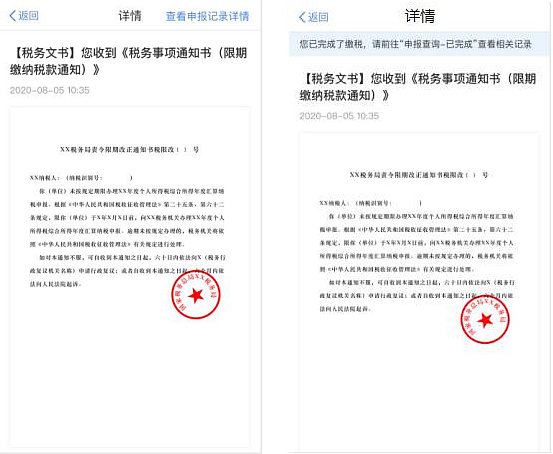 返回 详情 查看申报记录详情
【税务文书】您收到《税务事项通知书（限期
缴纳税款通知）》
2020-08-05 10:35
XX税务局责令限期改正通知书税限改（ ）号
XX纳税人：（纳税识别号： ）
你（单位）未按规定期限办理XX年度个人所得税综合所得年度汇算纳
税申报。根据《中华人民共和国税收征收管理法》第二十五条、第六十二
条规定，限你（单位）于X年X月X日前，向XX税务机关办理XX年度个人
所得税综合所得年度纳税申报。逾期未按规定办理的，税务机关将依
照《中华人民共和国税收征收管理法》有关规定进行处理。
如对本通知不服，可自收到本通知之日起，六十日内依法向X（税务行
政复议机关名称）申请行政复议；或者自收到本通知之日起，六个月内依
法向人民法院起诉。
国家税务总局XX税务局
返回 详情
您已完成了缴税，请前往“申报查询-已完成”查看相关记录
【税务文书】您收到《税务事项通知书（限期
缴纳税款通知）》
2020-08-05 10:35
XX税务局责令限期改正通知书税限改（ ）号
XX纳税人：（纳税识别号： ）
你（单位）未按规定期限办理XX年度个人所得税综合所得年度汇算纳
税申报。根据《中华人民共和国税收征收管理法》第二十五条、第六十二
条规定，限你（单位）于X年X月X日前，向XX税务机关办理XX年度个人
所得税综合所得年度纳税申报。逾期未按规定办理的，税务机关将依
照《中华人民共和国税收征收管理法》有关规定进行处理。
如对本通知不服，可自收到本通知之日起，六十日内依法向X（税务行
政复议机关名称）申请行政复议；或者自收到本通知之日起，六个月内依
法向人民法院起诉。
国家税务总局XX税务局